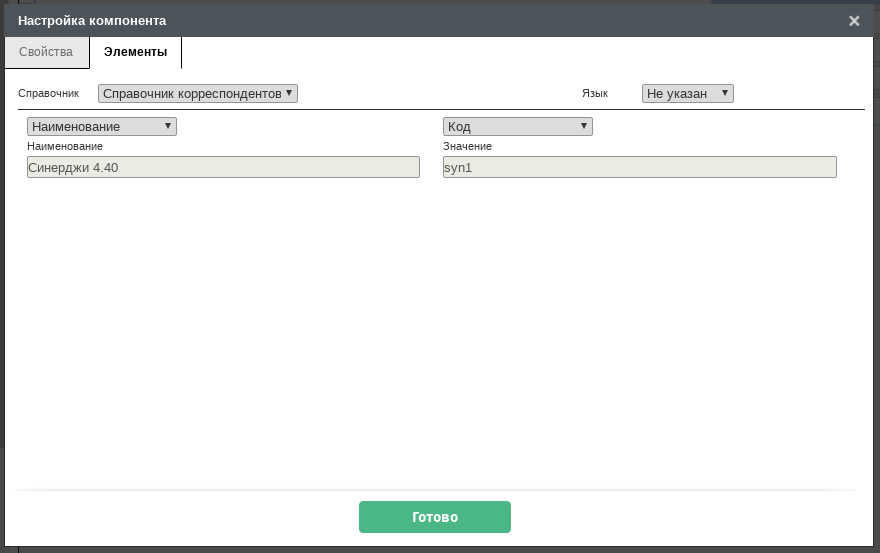 Настройка компонента
Свойства Элементы
Справочник Справочник корреспондентов Язык Не указан
Наименование Код
Наименование Значение
Синерджи 4.40 syn1
Готово